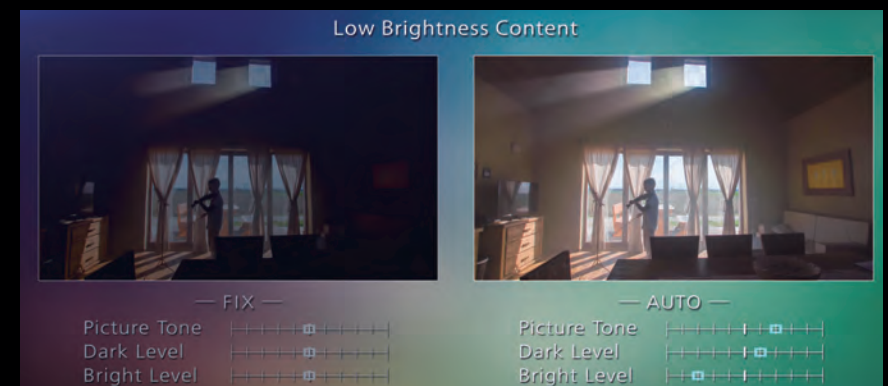 Low Brightness Content
— FIX —
Picture Tone
Dark Level
Bright Level
— AUTO —
Picture Tone
Dark Level
Bright Level